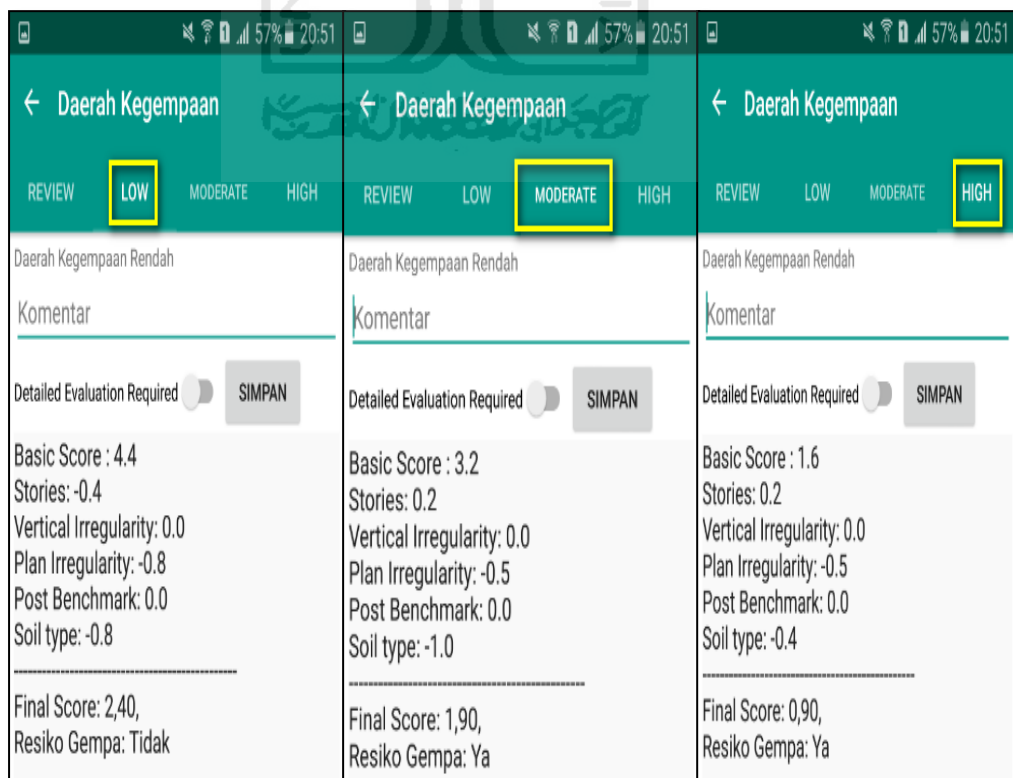 57% 20:51
← Daerah Kegempaan
REVIEW LOW MODERATE HIGH
Daerah Kegempaan Rendah
Komentar
Detailed Evaluation Required SIMPAN
Basic Score : 4.4
Stories: -0.4
Vertical Irregularity: 0.0
Plan Irregularity: -0.8
Post Benchmark: 0.0
Soil type: -0.8
------------------------------------------------
Final Score: 2,40,
Resiko Gempa: Tidak
1 57% 20:51
← Daerah Kegempaan
REVIEW LOW MODERATE HIGH
Daerah Kegempaan Rendah
Komentar
Detailed Evaluation Required SIMPAN
Basic Score : 3.2
Stories: 0.2
Vertical Irregularity: 0.0
Plan Irregularity: -0.5
Post Benchmark: 0.0
Soil type: -1.0
------------------------------------------------
Final Score: 1,90,
Resiko Gempa: Ya
1 57% 20:51
← Daerah Kegempaan
REVIEW LOW MODERATE HIGH
Daerah Kegempaan Rendah
Komentar
Detailed Evaluation Required SIMPAN
Basic Score : 1.6
Stories: 0.2
Vertical Irregularity: 0.0
Plan Irregularity: -0.5
Post Benchmark: 0.0
Soil type: -0.4
------------------------------------------------
Final Score: 0,90,
Resiko Gempa: Ya